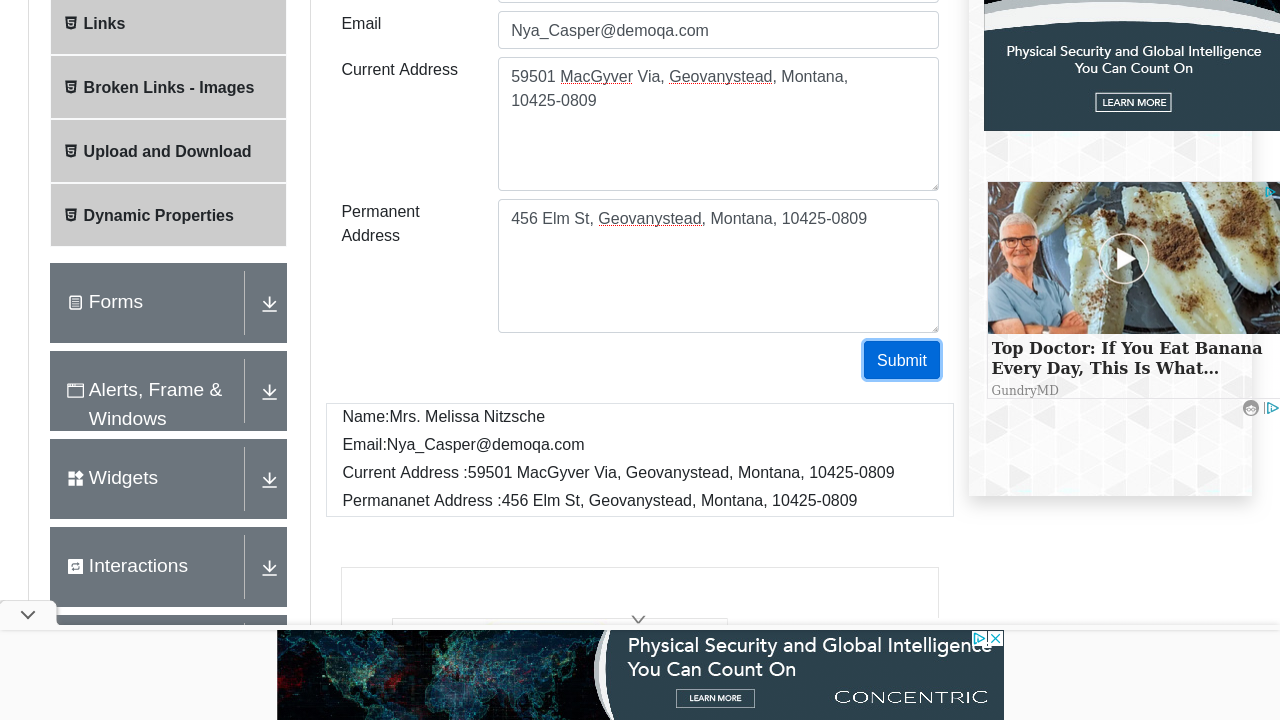 Links
Broken Links - Images
Upload and Download
Dynamic Properties
Forms
Alerts, Frame &
Windows
Widgets
Interactions
Email
Nya_Casper@demoqa.com
Current Address
59501 MacGyver Via, Geovanystead, Montana,
10425-0809
Permanent
Address
456 Elm St, Geovanystead, Montana, 10425-0809
Submit
Name:Mrs. Melissa Nitzsche
Email:Nya_Casper@demoqa.com
Current Address :59501 MacGyver Via, Geovanystead, Montana, 10425-0809
Permananet Address :456 Elm St, Geovanystead, Montana, 10425-0809
Physical Security and Global Intelligence
You Can Count On
LEARN MORE
Top Doctor: If You Eat Banana
Every Day, This Is What...
GundryMD
Physical Security and Global Intelligence
You Can Count On
LEARN MORE
CONCENTRIC